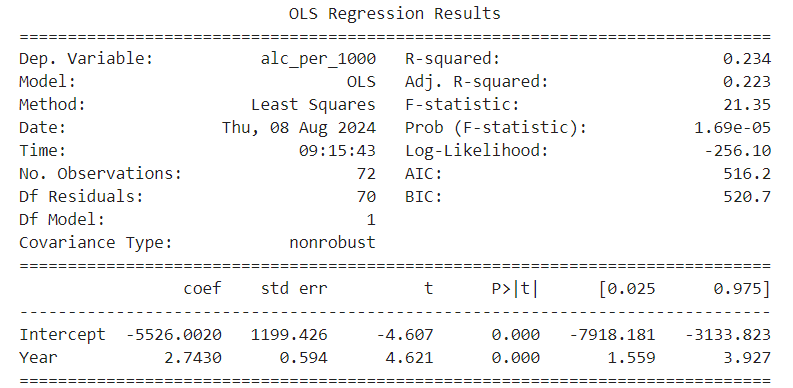 OLS Regression Results
==============================================================================
Dep. Variable:           alc_per_1000   R-squared:                       0.234
Model:                            OLS   Adj. R-squared:                  0.223
Method:                 Least Squares   F-statistic:                     21.35
Date:                Thu, 08 Aug 2024   Prob (F-statistic):           1.69e-05
Time:                        09:15:43   Log-Likelihood:                -256.10
No. Observations:                  72   AIC:                             516.2
Df Residuals:                      70   BIC:                             520.7
Df Model:                           1
Covariance Type:            nonrobust
==============================================================================
                 coef    std err          t      P>|t|      [0.025      0.975]
------------------------------------------------------------------------------
Intercept  -5526.0020   1199.426     -4.607      0.000   -7918.181   -3133.823
Year           2.7430      0.594      4.621      0.000       1.559       3.927
==============================================================================